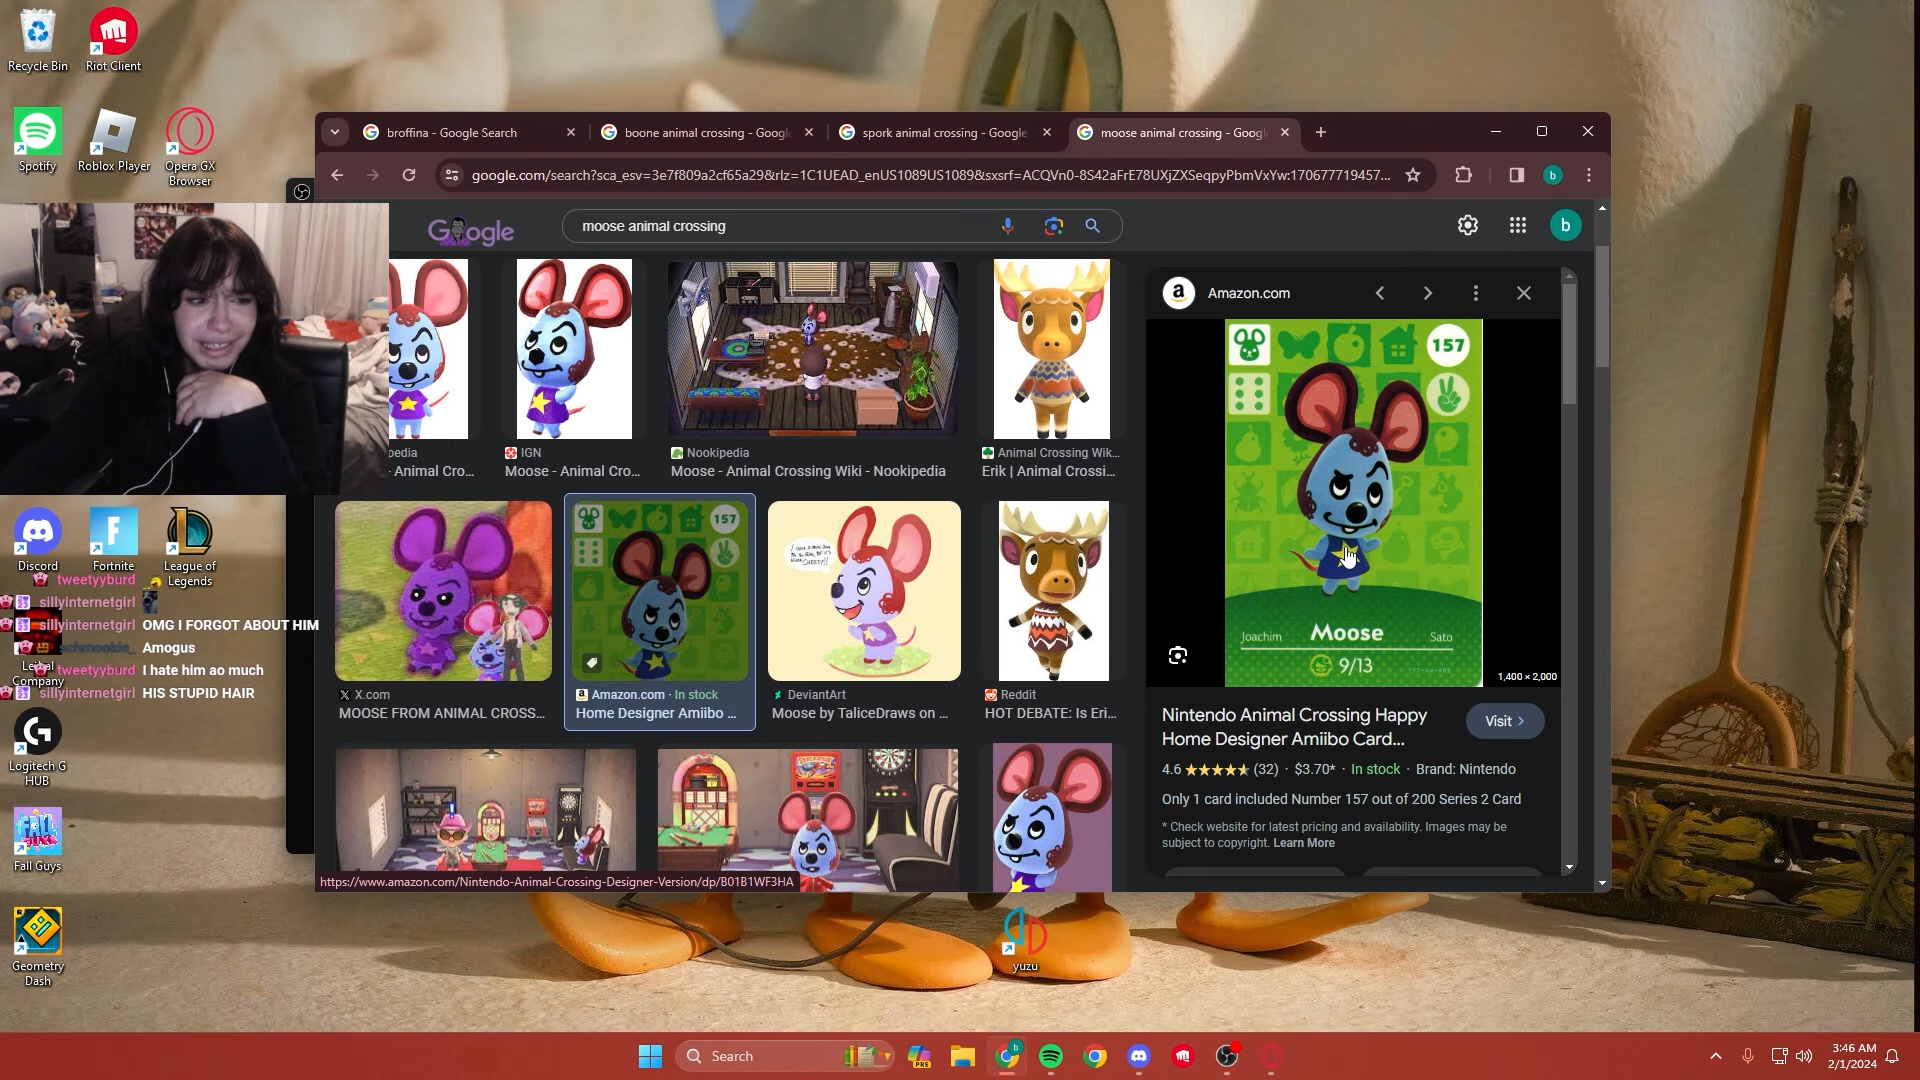 Recycle Bin
Riot Client
Spotify
Roblox Player
Opera GX
Browser
broffina - Google Search
boone animal crossing - Googl
spork animal crossing - Google
moose animal crossing - Googl
google.com/search?sca_esv=3e7f809a2cf65a29&rlz=1C1UEAD_enUS1089US1089&sxsrf=ACQVn0-8S42aFrE78UXjZXSeqpyPbmVxYw:170677719457...
b
Google
moose animal crossing
b
pedia
- Animal Cro...
IGN
Moose - Animal Cro...
Nookipedia
Moose - Animal Crossing Wiki - Nookipedia
Animal Crossing Wik...
Erik | Animal Crossi...
X.com
MOOSE FROM ANIMAL CROSS...
157
Amazon.com · In stock
Home Designer Amiibo ...
DeviantArt
Moose by TaliceDraws on ...
Reddit
HOT DEBATE: Is Eri...
https://www.amazon.com/Nintendo-Animal-Crossing-Designer-Version/dp/B01B1WF3HA
a
Amazon.com
157
Joachim
Moose
Sato
9/13
1,400 × 2,000
Nintendo Animal Crossing Happy
Home Designer Amiibo Card...
Visit
4.6 ★★★★★ (32) · $3.70* · In stock · Brand: Nintendo
Only 1 card included Number 157 out of 200 Series 2 Card
* Check website for latest pricing and availability. Images may be
subject to copyright. Learn More
Discord
Fortnite
League of
Legends
tweetyyburd
sillyinternetgirl
sillyinternetgirl OMG I FORGOT ABOUT HIM
schmookie_ Amogus
tweetyyburd I hate him ao much
sillyinternetgirl HIS STUPID HAIR
Lethal
Company
Logitech G
HUB
Fall Guys
Geometry
Dash
yuzu
Search
PRE
b
3:46 AM
2/1/2024